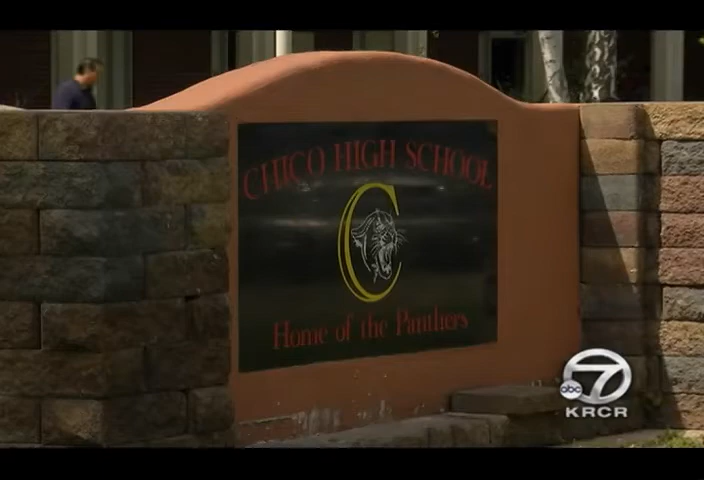 CHICO HIGH SCHOOL
C
Home of the Panthers
abc 7
KRCR